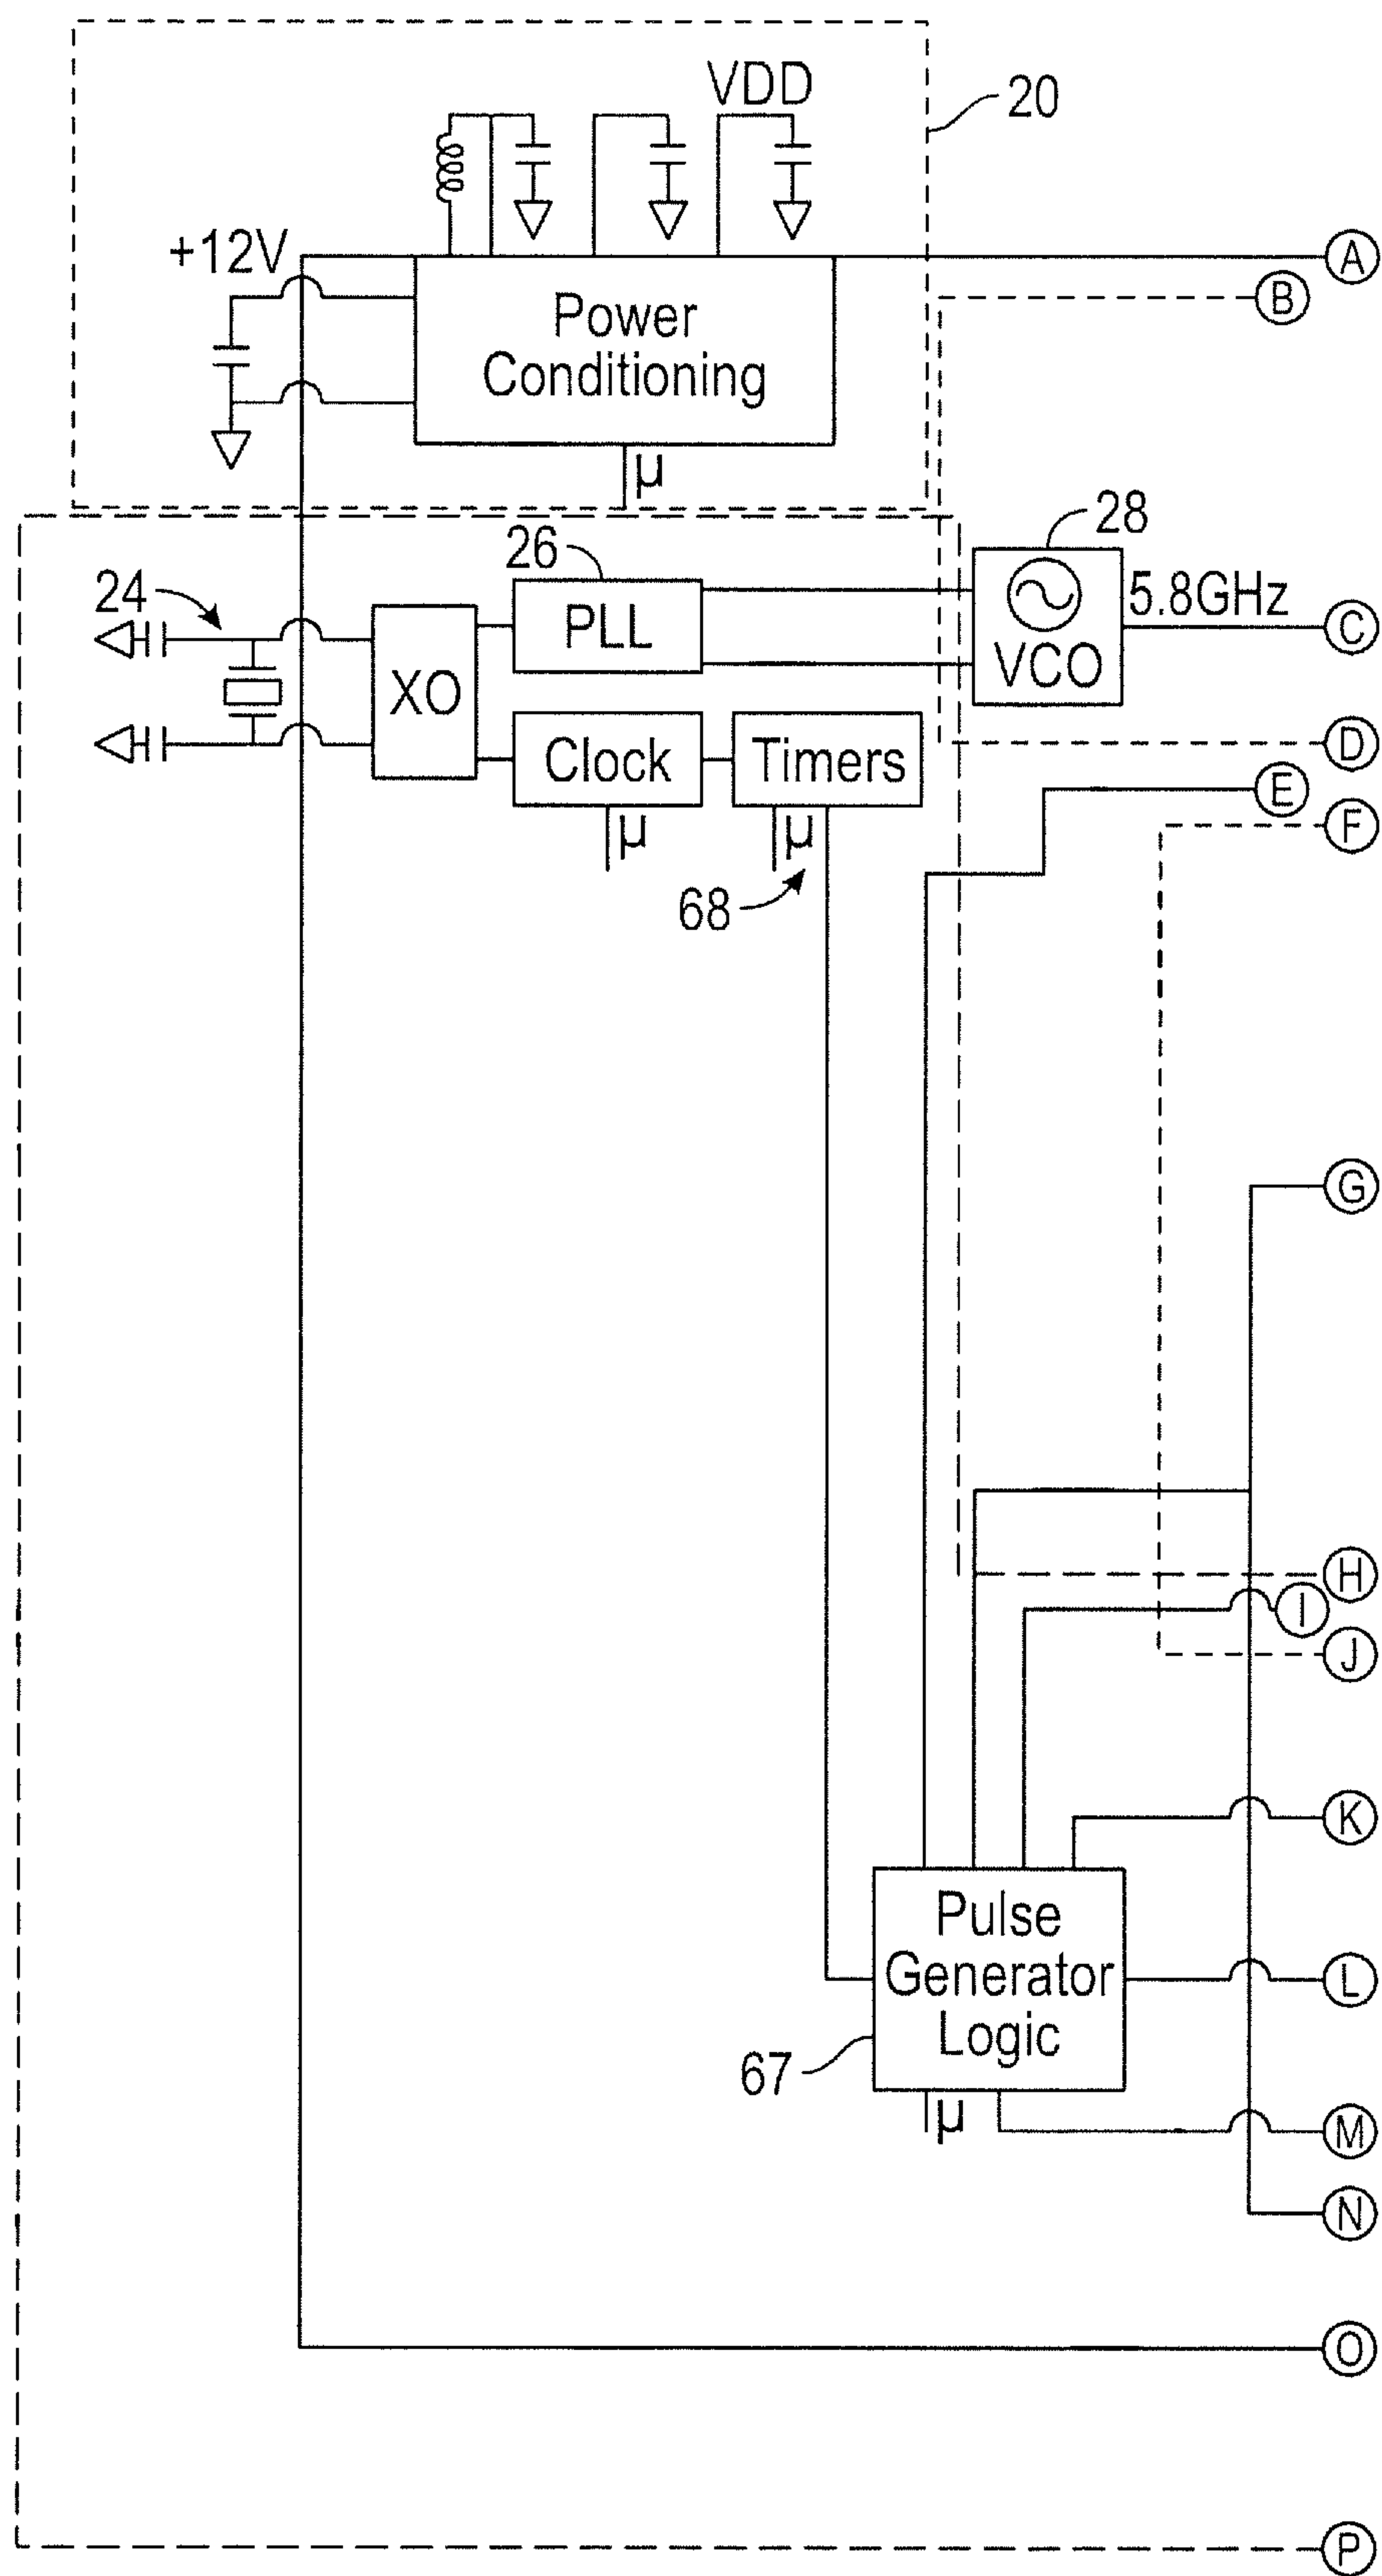 VDD
20
+12V
A
B
Power
Conditioning
µ
28
26
24
PLL
5.8GHz
C
XO
VCO
Clock
Timers
D
E
F
µ
µ
68
G
H
I
J
K
Pulse
Generator
Logic
L
67
µ
M
N
O
P